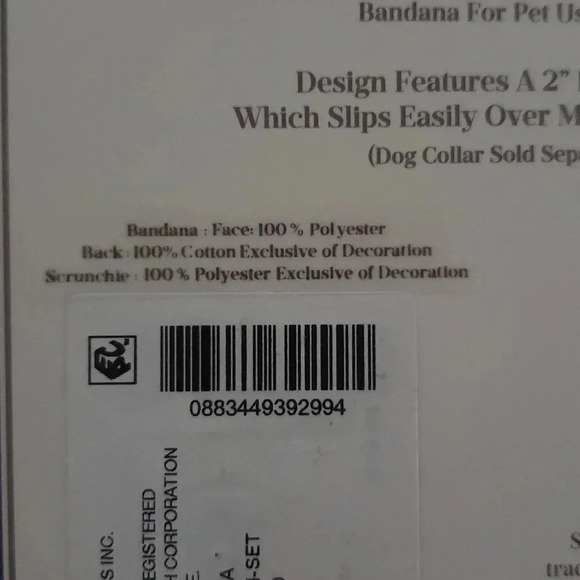 Bandana For Pet Us
Design Features A 2"
Which Slips Easily Over M
(Dog Collar Sold Sep
Bandana : Face: 100 % Polyester
Back : 100% Cotton Exclusive of Decoration
Scrunchie : 100 % Polyester Exclusive of Decoration
0883449392994
S INC.
EGISTERED
H CORPORATION
A
-SET
S
trac